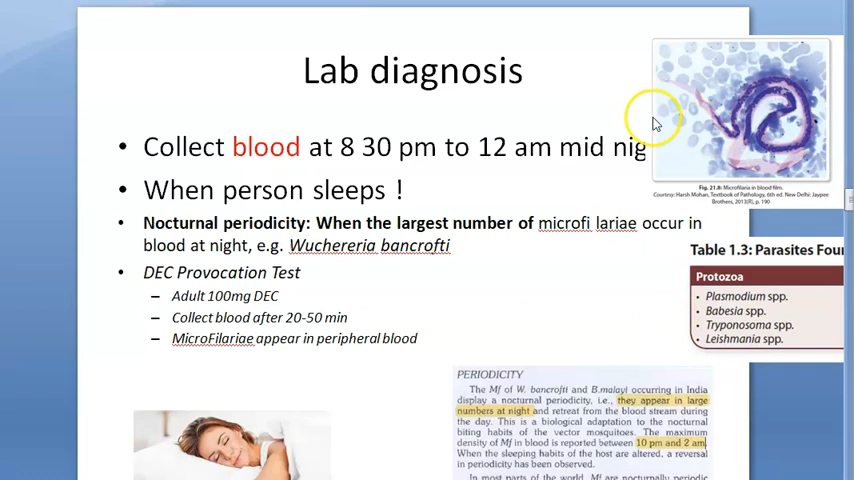 Lab diagnosis
• Collect blood at 8 30 pm to 12 am mid nig
• When person sleeps !
• Nocturnal periodicity: When the largest number of microfi lariae occur in
blood at night, e.g. Wuchereria bancrofti
• DEC Provocation Test
– Adult 100mg DEC
– Collect blood after 20-50 min
– MicroFilariae appear in peripheral blood
Fig. 21.8: Microfilaria in blood film.
Courtesy: Harsh Mohan, Textbook of Pathology, 6th ed. New Delhi: Jaypee
Brothers, 2013(R), p. 190
Table 1.3: Parasites Four
Protozoa
• Plasmodium spp.
• Babesia spp.
• Tryponosoma spp.
• Leishmania spp.
PERIODICITY
The Mf of W. bancrofti and B.malayi occurring in India
display a nocturnal periodicity, i.e., they appear in large
numbers at night and retreat from the blood stream during
the day. This is a biological adaptation to the nocturnal
biting habits of the vector mosquitoes. The maximum
density of Mf in blood is reported between 10 pm and 2 am.
When the sleeping habits of the host are altered, a reversal
in periodicity has been observed.
In most parts of the world, Mf are nocturnally periodic